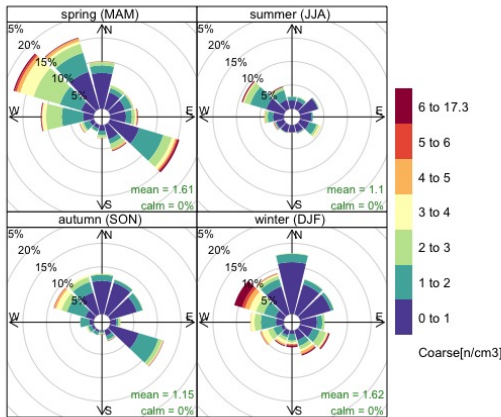 spring (MAM)
5%
N
20%
15%
10%
5%
W
E
S
mean = 1.61
calm = 0%
summer (JJA)
5%
N
20%
15%
10%
5%
W
E
S
mean = 1.1
calm = 0%
autumn (SON)
5%
N
20%
15%
10%
5%
W
E
S
mean = 1.15
calm = 0%
winter (DJF)
5%
N
20%
15%
10%
5%
W
E
S
mean = 1.62
calm = 0%
6 to 17.3
5 to 6
4 to 5
3 to 4
2 to 3
1 to 2
0 to 1
Coarse[n/cm3]